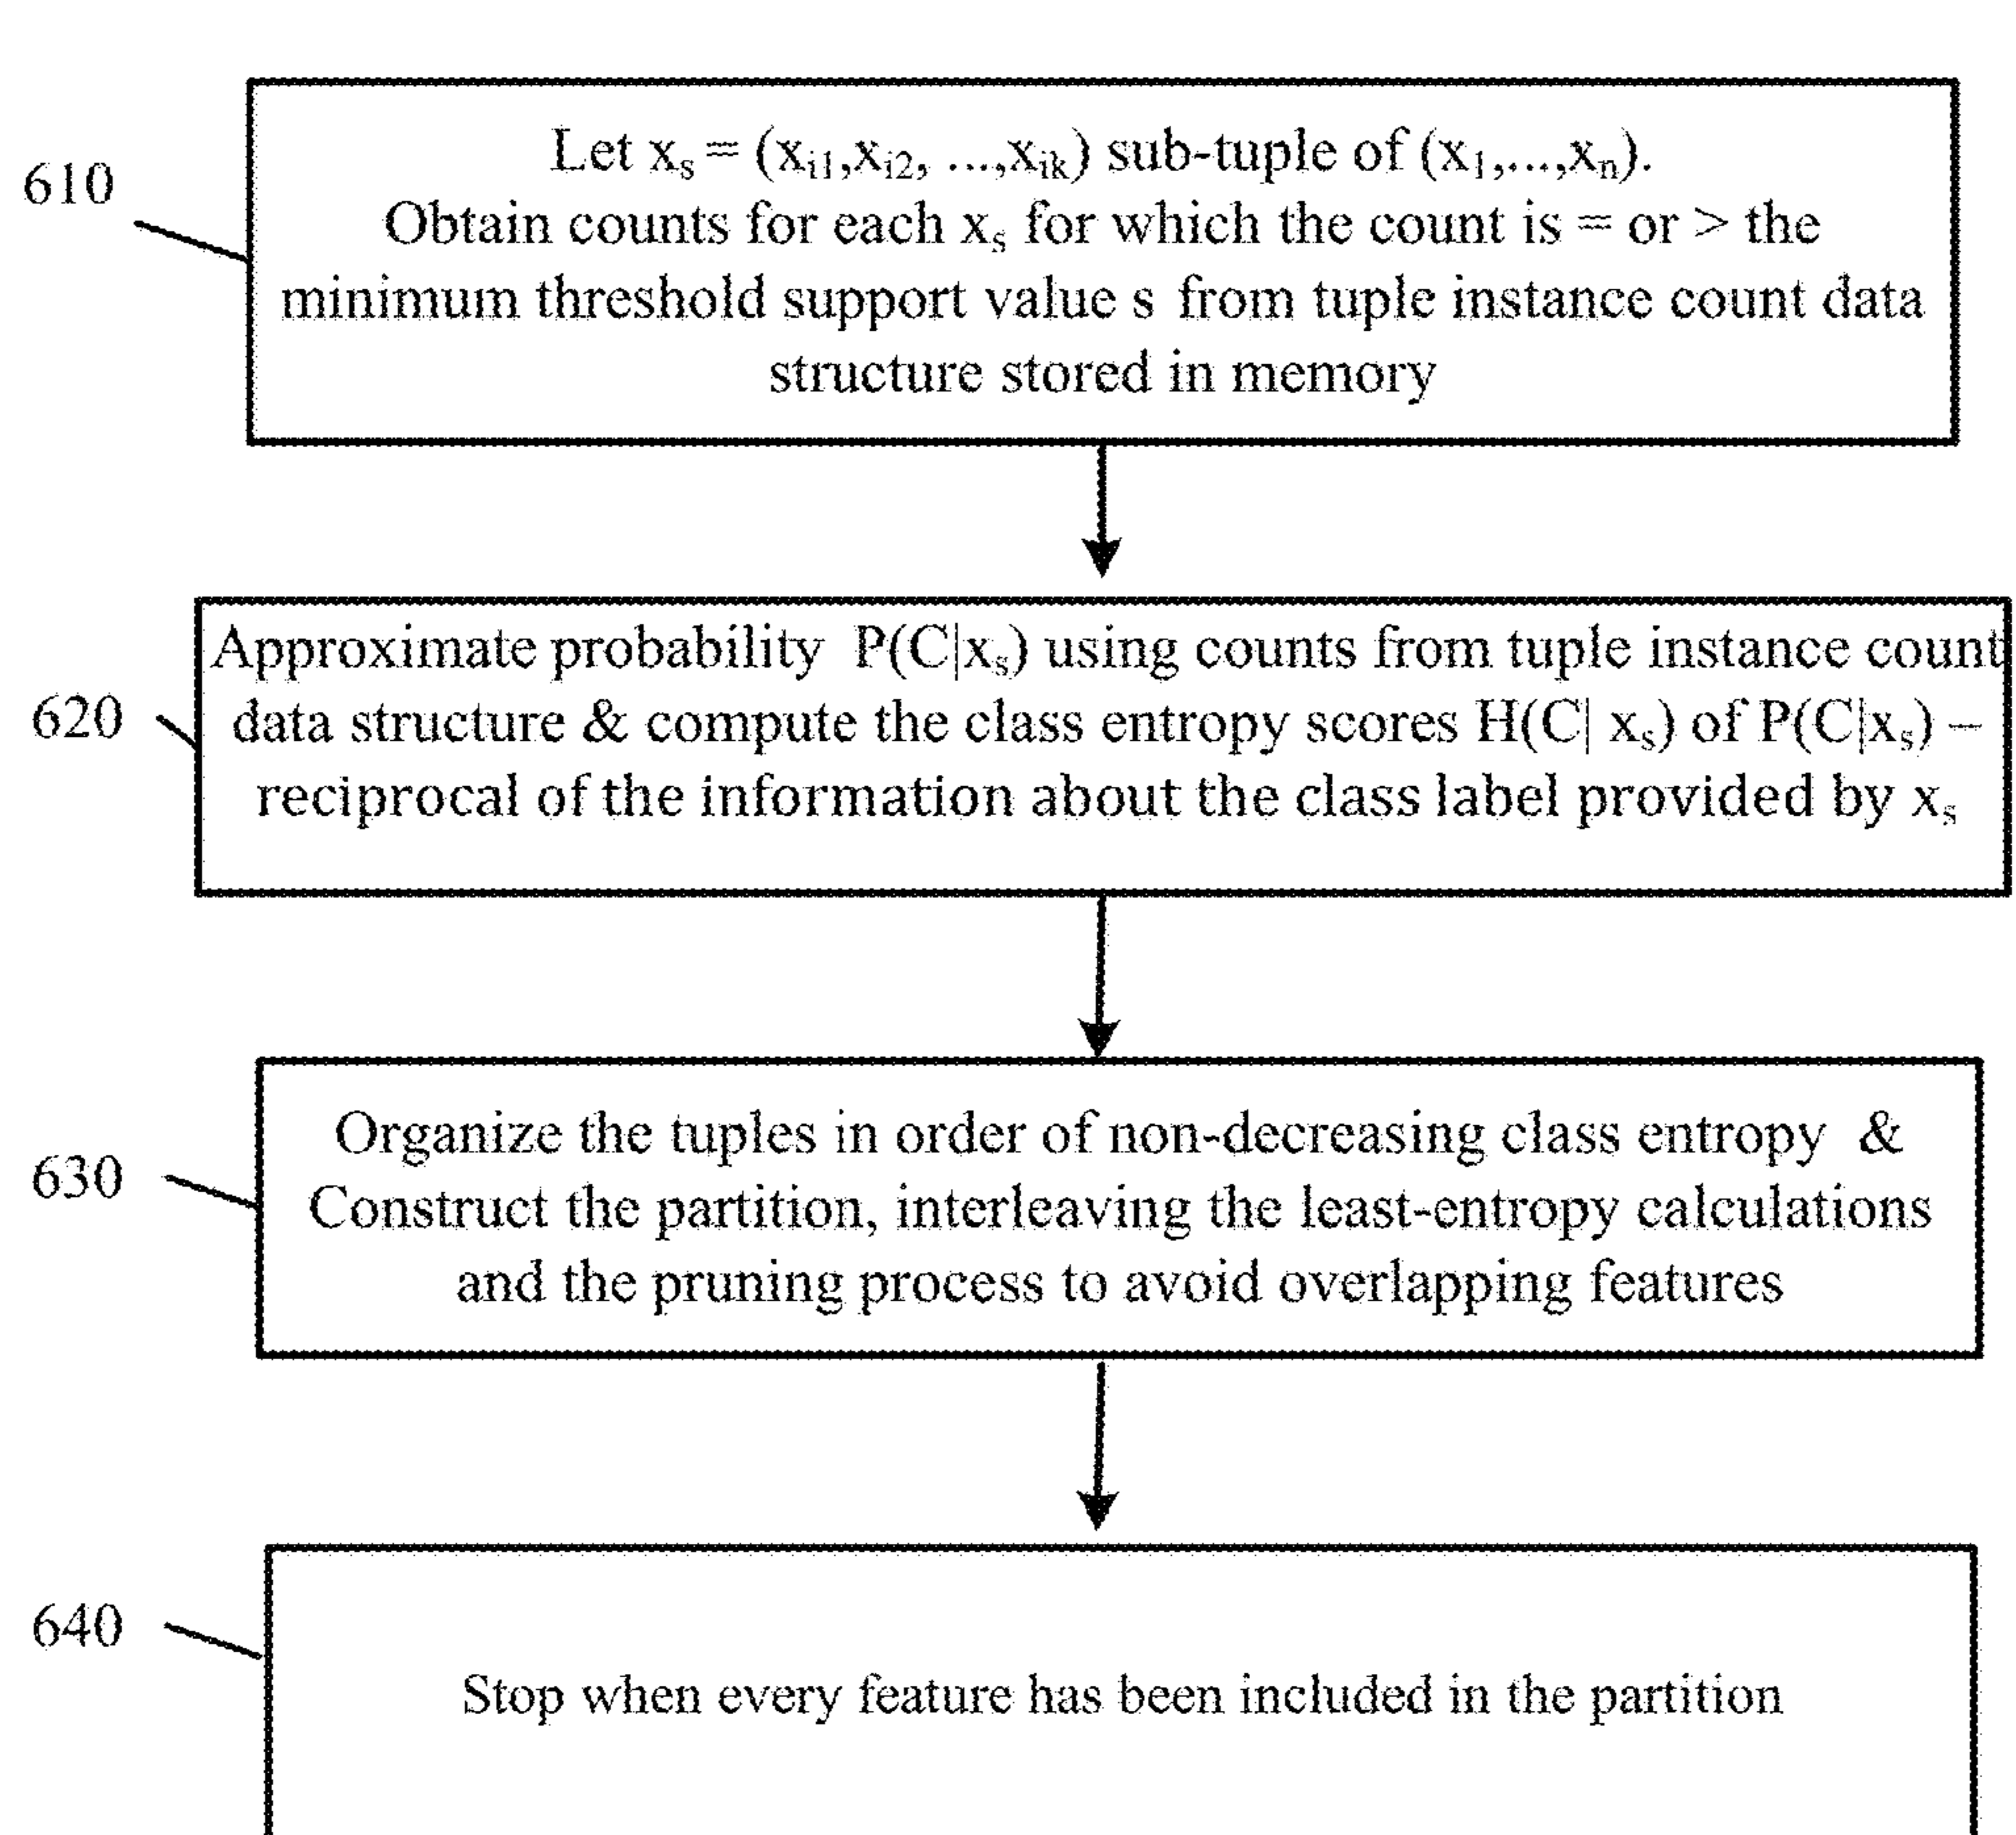 610
Let xₛ = (xᵢ₁,xᵢ₂, ...,xᵢₖ) sub-tuple of (x₁,...,xₙ).
Obtain counts for each xₛ for which the count is = or > the
minimum threshold support value s from tuple instance count data
structure stored in memory
620
Approximate probability P(C|xₛ) using counts from tuple instance count
data structure & compute the class entropy scores H(C| xₛ) of P(C|xₛ) –
reciprocal of the information about the class label provided by xₛ
630
Organize the tuples in order of non-decreasing class entropy &
Construct the partition, interleaving the least-entropy calculations
and the pruning process to avoid overlapping features
640
Stop when every feature has been included in the partition